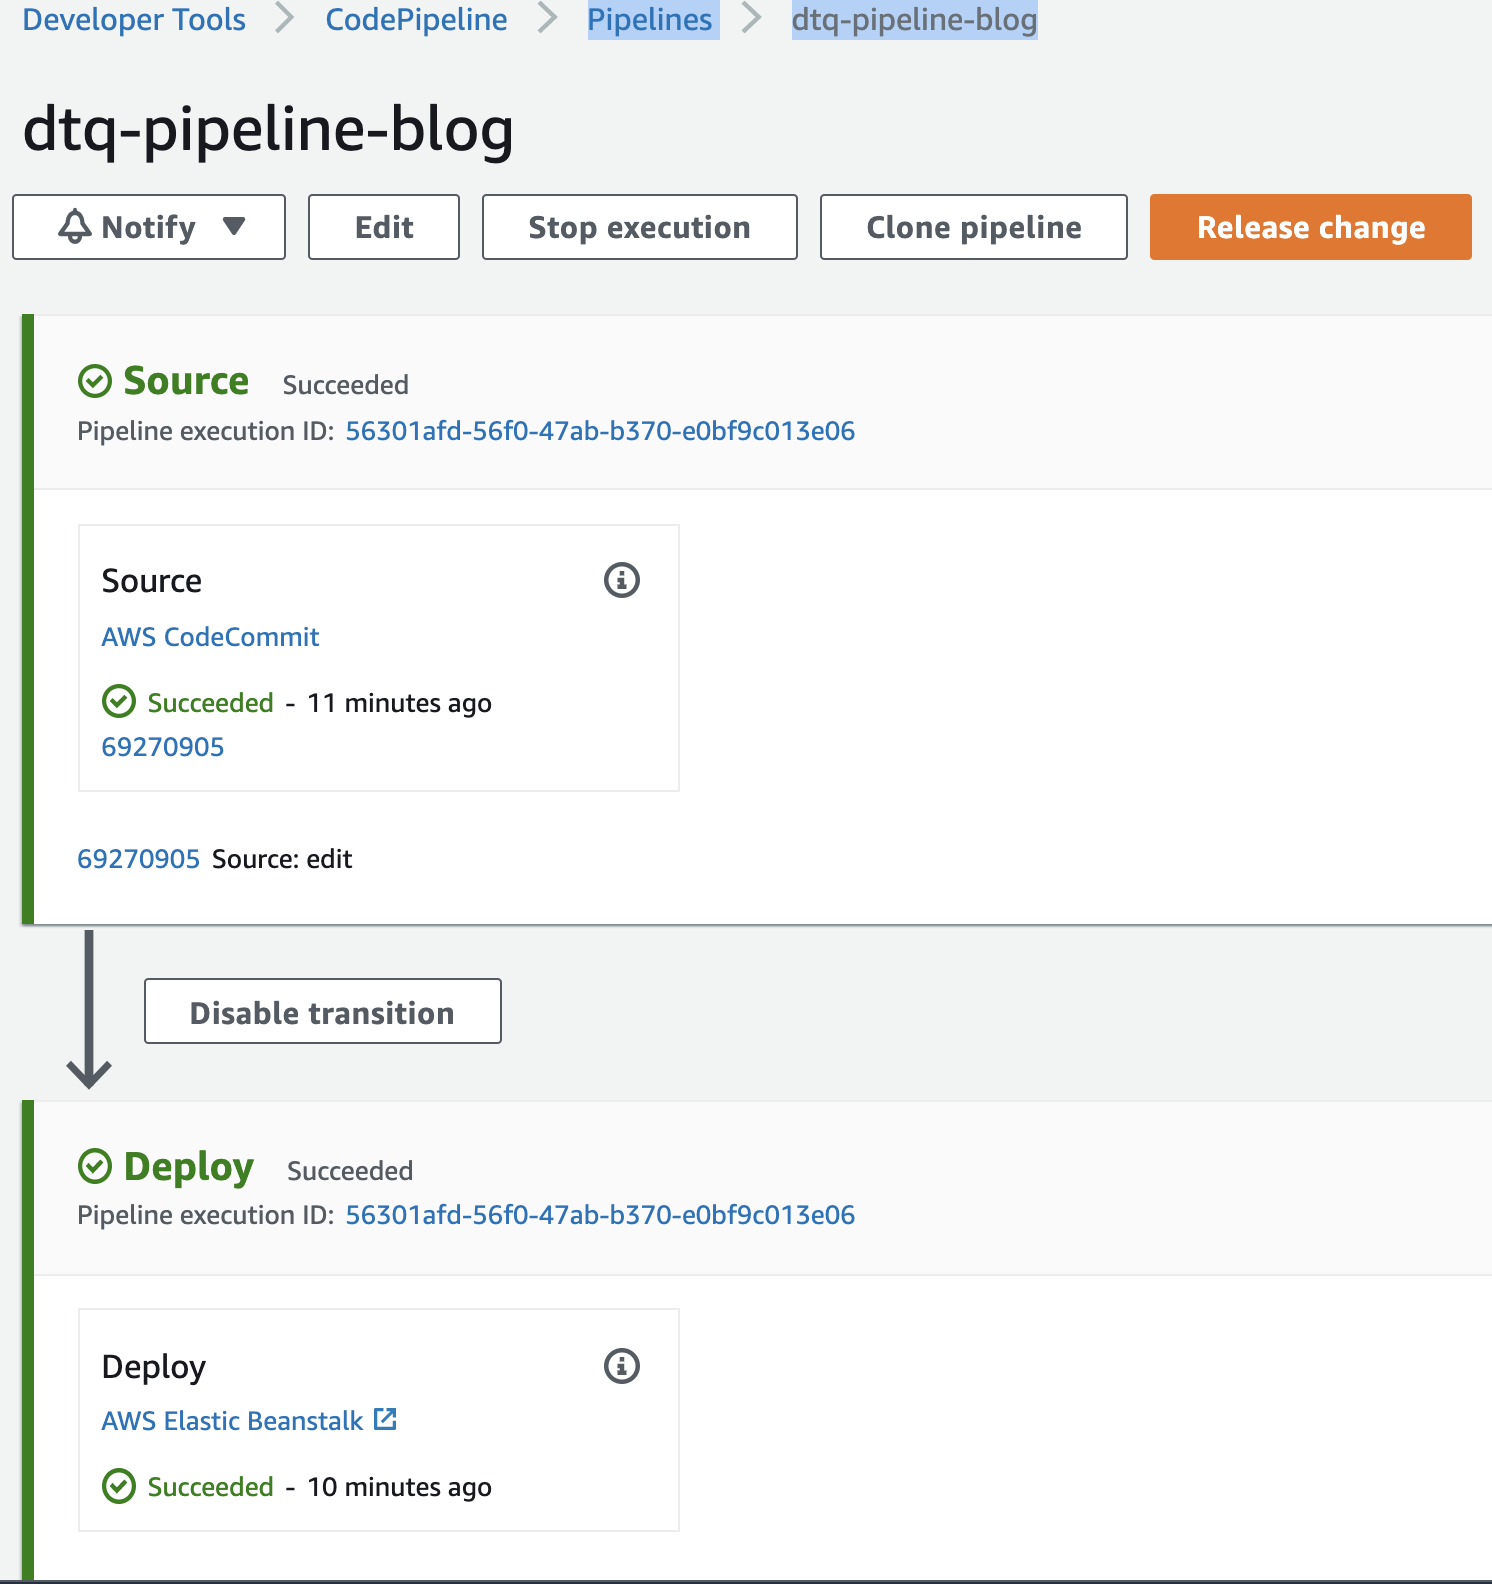 Developer Tools > CodePipeline > Pipelines > dtq-pipeline-blog
dtq-pipeline-blog
Notify Edit Stop execution Clone pipeline Release change
Source Succeeded
Pipeline execution ID: 56301afd-56f0-47ab-b370-e0bf9c013e06
Source
AWS CodeCommit
Succeeded - 11 minutes ago
69270905
69270905 Source: edit
Disable transition
Deploy Succeeded
Pipeline execution ID: 56301afd-56f0-47ab-b370-e0bf9c013e06
Deploy
AWS Elastic Beanstalk
Succeeded - 10 minutes ago